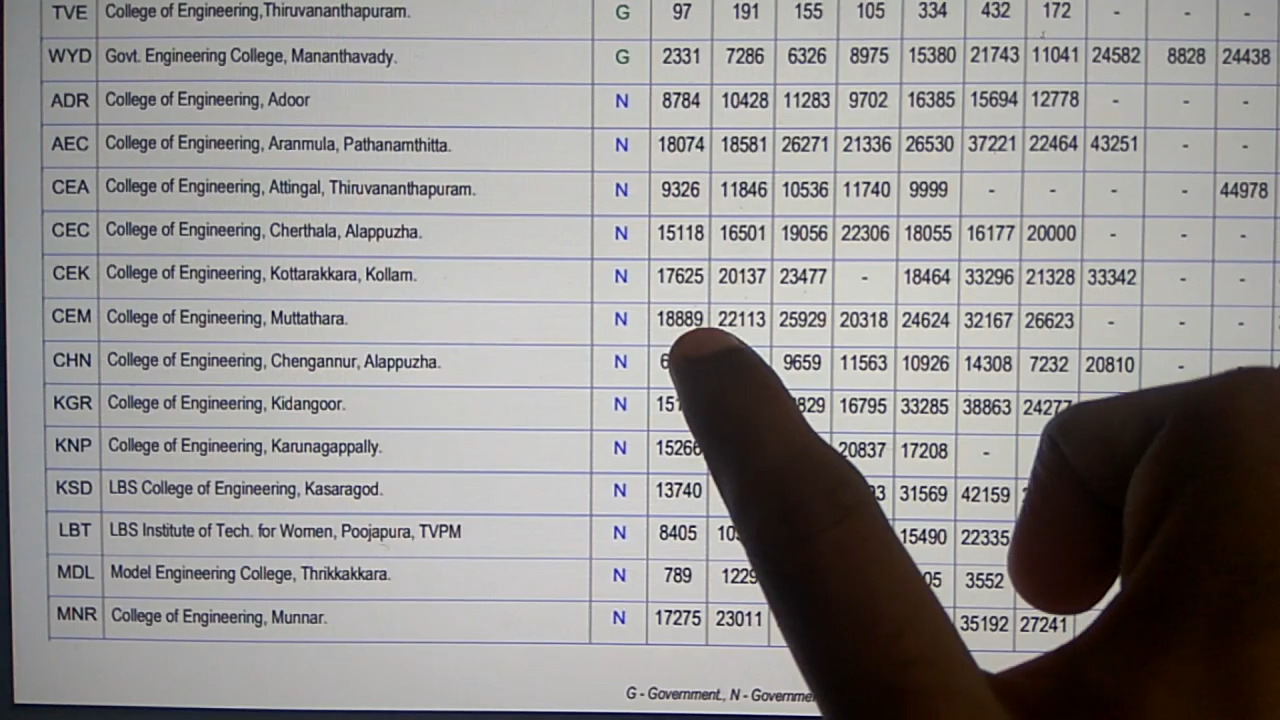 TVE College of Engineering,Thiruvananthapuram. G 97 191 155 105 334 432 172 - - -
WYD Govt. Engineering College, Mananthavady. G 2331 7286 6326 8975 15380 21743 11041 24582 8828 24438
ADR College of Engineering, Adoor N 8784 10428 11283 9702 16385 15694 12778 - - -
AEC College of Engineering, Aranmula, Pathanamthitta. N 18074 18581 26271 21336 26530 37221 22464 43251 - -
CEA College of Engineering, Attingal, Thiruvananthapuram. N 9326 11846 10536 11740 9999 - - - - 44978
CEC College of Engineering, Cherthala, Alappuzha. N 15118 16501 19056 22306 18055 16177 20000 - - -
CEK College of Engineering, Kottarakkara, Kollam. N 17625 20137 23477 - 18464 33296 21328 33342 - -
CEM College of Engineering, Muttathara. N 18889 22113 25929 20318 24624 32167 26623 - - -
CHN College of Engineering, Chengannur, Alappuzha. N 9659 11563 10926 14308 7232 20810 -
KGR College of Engineering, Kidangoor. N 16795 33285 38863 24277
KNP College of Engineering, Karunagappally. N 15266 20837 17208 -
KSD LBS College of Engineering, Kasaragod. N 13740 31569 42159
LBT LBS Institute of Tech. for Women, Poojapura, TVPM N 8405 15490 22335
MDL Model Engineering College, Thrikkakkara. N 789 1229 3552
MNR College of Engineering, Munnar. N 17275 23011 35192 27241
G - Government, N -